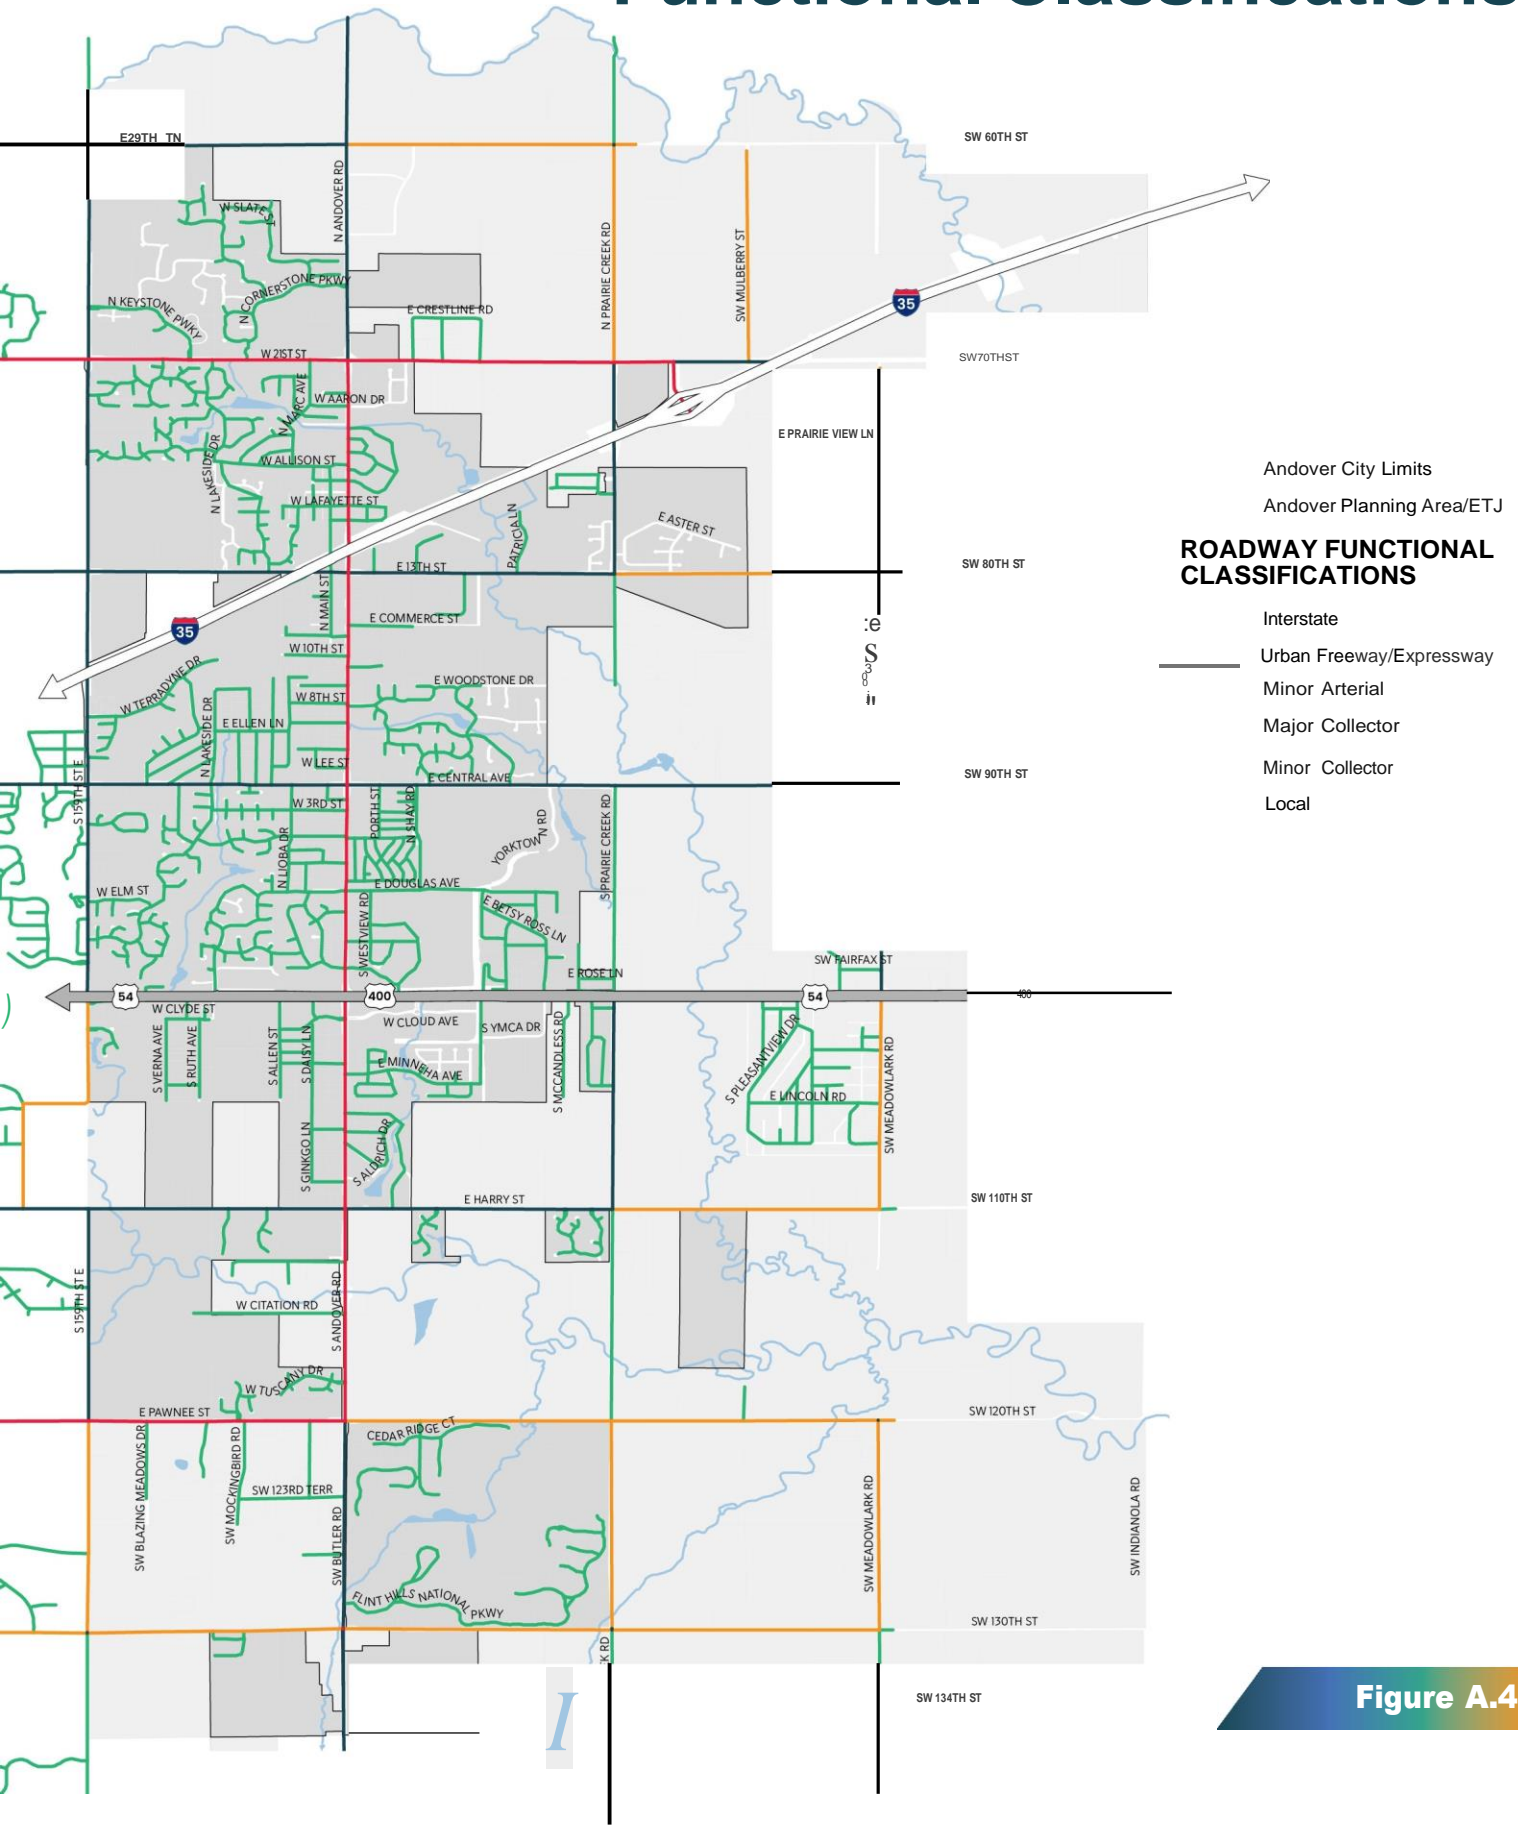 Functional Classifications
E29TH TN
SW 60TH ST
N ANDOVER RD
W SLATE ST
N PRAIRIE CREEK RD
SW MULBERRY ST
N CORNERSTONE PKWY
N KEYSTONE PWKY
E CRESTLINE RD
35
W 21ST ST
SW70THST
N MARC AVE
W AARON DR
E PRAIRIE VIEW LN
N LAKESIDE DR
W ALLISON ST
Andover City Limits
W LAFAYETTE ST
Andover Planning Area/ETJ
PATRICIA LN
E ASTER ST
ROADWAY FUNCTIONAL
CLASSIFICATIONS
E 13TH ST
SW 80TH ST
N MAIN ST
E COMMERCE ST
Interstate
35
:e
S
3
W 10TH ST
Urban Freeway/Expressway
W TERRADYNE DR
E WOODSTONE DR
Minor Arterial
W 8TH ST
N LAKESIDE DR
E ELLEN LN
Major Collector
W LEE ST
Minor Collector
E CENTRAL AVE
SW 90TH ST
S 159TH ST E
W 3RD ST
Local
PORTH ST
N SHAY RD
YORKTOWN RD
S PRAIRIE CREEK RD
N LIOBA DR
W ELM ST
E DOUGLAS AVE
E BETSY ROSS LN
S WESTVIEW RD
SW FAIRFAX ST
E ROSE LN
54
400
54
400
W CLYDE ST
W CLOUD AVE
S YMCA DR
S VERNA AVE
S RUTH AVE
S ALLEN ST
S DAISY LN
E MINNEHA AVE
S MCCANDLESS RD
S PLEASANTVIEW DR
SW MEADOWLARK RD
E LINCOLN RD
S GINKGO LN
S ALDRICH DR
E HARRY ST
SW 110TH ST
S 159TH ST E
W CITATION RD
S ANDOVER RD
W TUSCANY DR
E PAWNEE ST
SW 120TH ST
CEDAR RIDGE CT
SW BLAZING MEADOWS DR
SW MOCKINGBIRD RD
SW 123RD TERR
SW BUTLER RD
SW MEADOWLARK RD
SW INDIANOLA RD
FLINT HILLS NATIONAL PKWY
SW 130TH ST
K RD
SW 134TH ST
I
Figure A.4